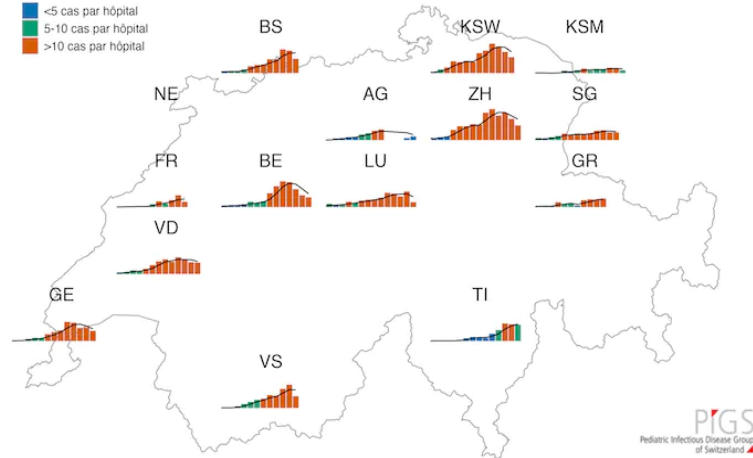 <5 cas par hôpital
5-10 cas par hôpital
>10 cas par hôpital
BS
KSW
KSM
NE
AG
ZH
SG
FR
BE
LU
GR
VD
GE
TI
VS
PIGS
Pediatric Infectious Disease Group
of Switzerland